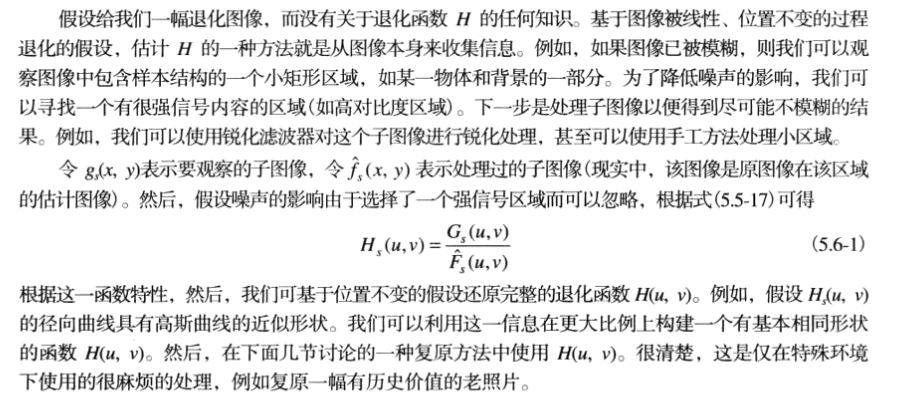 假设给我们一幅退化图像，而没有关于退化函数 H 的任何知识。基于图像被线性、位置不变的过程
退化的假设，估计 H 的一种方法就是从图像本身来收集信息。例如，如果图像已被模糊，则我们可以观
察图像中包含样本结构的一个小矩形区域，如某一物体和背景的一部分。为了降低噪声的影响，我们可
以寻找一个有很强信号内容的区域(如高对比度区域)。下一步是处理子图像以便得到尽可能不模糊的结
果。例如，我们可以使用锐化滤波器对这个子图像进行锐化处理，甚至可以使用手工方法处理小区域。
令 gₛ(x, y)表示要观察的子图像，令 f̂ₛ(x, y) 表示处理过的子图像(现实中，该图像是原图像在该区域
的估计图像)。然后，假设噪声的影响由于选择了一个强信号区域而可以忽略，根据式(5.5-17)可得
Hₛ(u,v) = Gₛ(u,v) / F̂ₛ(u,v) (5.6-1)
根据这一函数特性，然后，我们可基于位置不变的假设还原完整的退化函数 H(u, v)。例如，假设 Hₛ(u, v)
的径向曲线具有高斯曲线的近似形状。我们可以利用这一信息在更大比例上构建一个有基本相同形状
的函数 H(u, v)。然后，在下面几节讨论的一种复原方法中使用 H(u, v)。很清楚，这是仅在特殊环境
下使用的很麻烦的处理，例如复原一幅有历史价值的老照片。